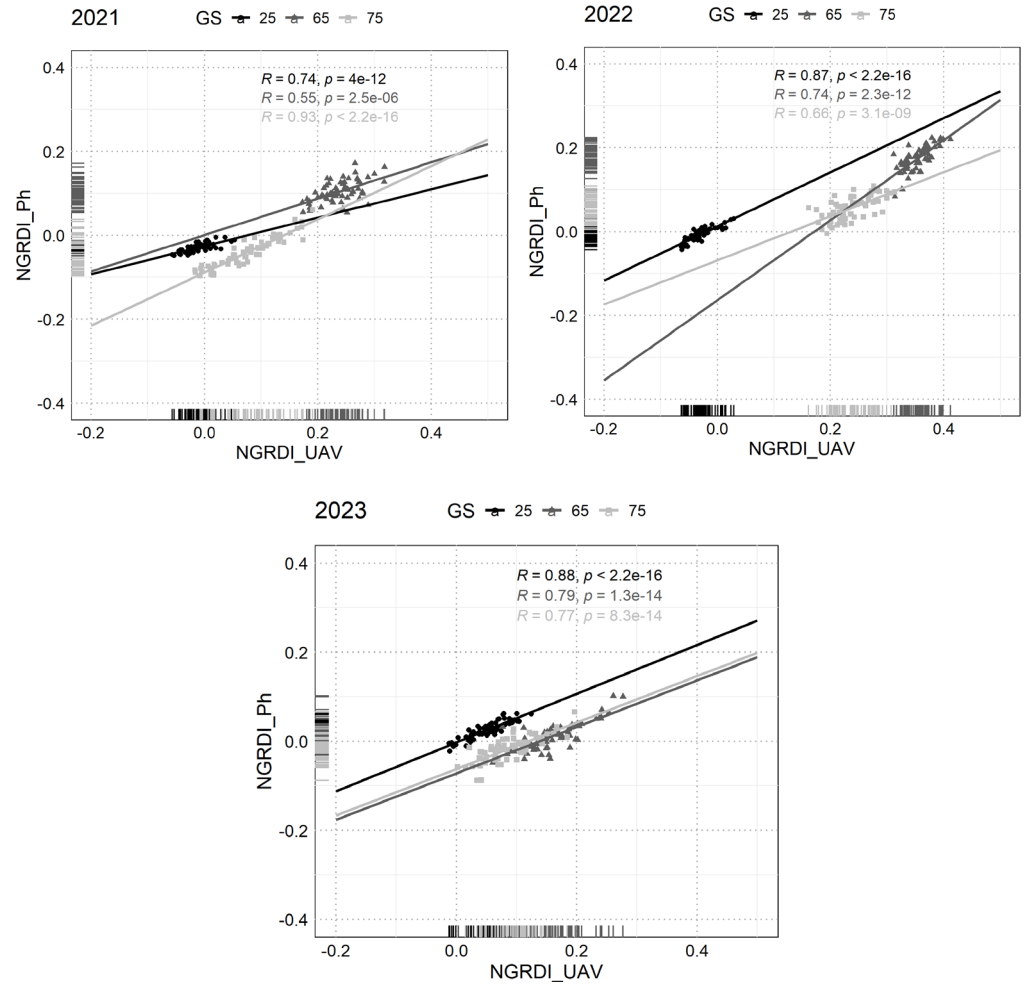 2021 GS a 25 a 65 a 75
R = 0.74, p = 4e-12
R = 0.55, p = 2.5e-06
R = 0.93, p < 2.2e-16
0.4
0.2
0.0
-0.2
-0.4
NGRDI_Ph
-0.2 0.0 0.2 0.4
NGRDI_UAV
2022 GS a 25 a 65 a 75
R = 0.87, p < 2.2e-16
R = 0.74, p = 2.3e-12
R = 0.66, p = 3.1e-09
0.4
0.2
0.0
-0.2
-0.4
NGRDI_Ph
-0.2 0.0 0.2 0.4
NGRDI_UAV
2023 GS a 25 a 65 a 75
R = 0.88, p < 2.2e-16
R = 0.79, p = 1.3e-14
R = 0.77, p = 8.3e-14
0.4
0.2
0.0
-0.2
-0.4
NGRDI_Ph
-0.2 0.0 0.2 0.4
NGRDI_UAV